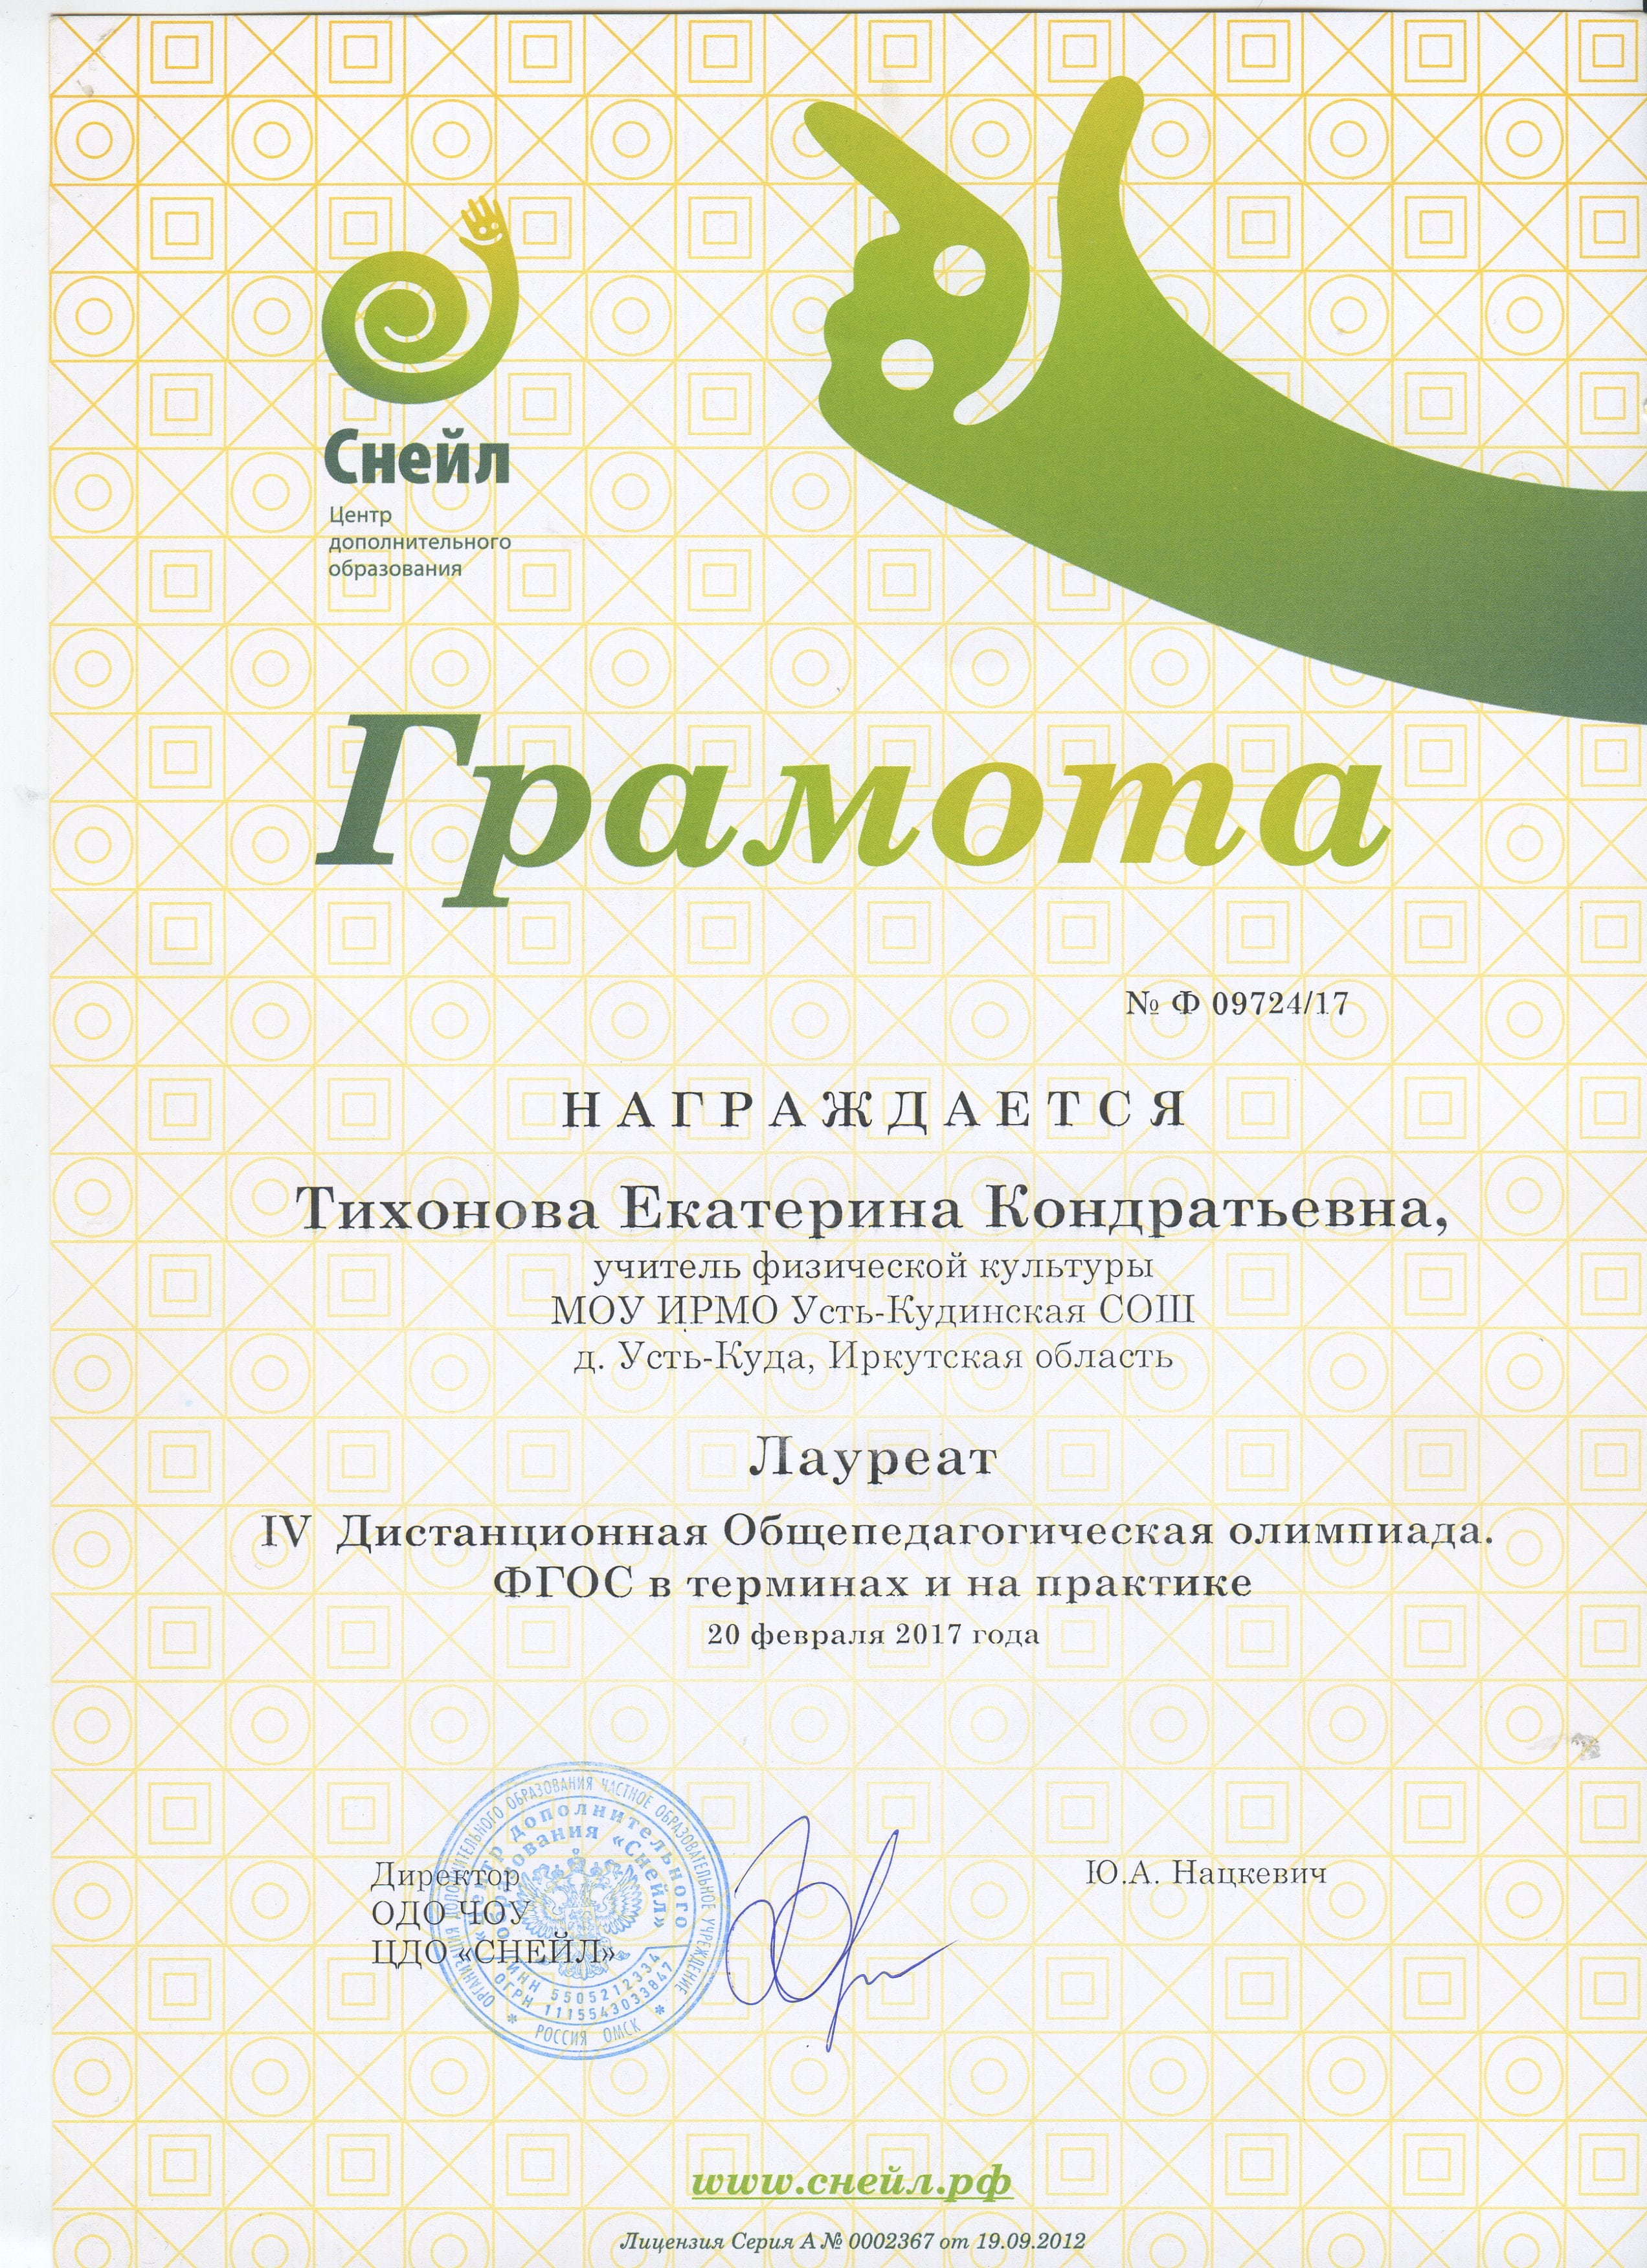 Снейл
Центр
дополнительного
образования
Грамота
№ Ф 09724/17
НАГРАЖДАЕТСЯ
Тихонова Екатерина Кондратьевна,
учитель физической культуры
МОУ ИРМО Усть-Кудинская СОШ
д. Усть-Куда, Иркутская область
Лауреат
IV Дистанционная Общепедагогическая олимпиада.
ФГОС в терминах и на практике
20 февраля 2017 года
Директор
ОДО ЧОУ
ЦДО «СНЕЙЛ»
Ю.А. Нацкевич
ОРГАНИЗАЦИЯ ДОПОЛНИТЕЛЬНОГО ОБРАЗОВАНИЯ ЧАСТНОЕ ОБРАЗОВАТЕЛЬНОЕ УЧРЕЖДЕНИЕ
«Центр дополнительного
образования «Снейл»
ИНН 5505212334
ОГРН 1115543033847
* РОССИЯ ОМСК *
www.снейл.рф
Лицензия Серия А № 0002367 от 19.09.2012